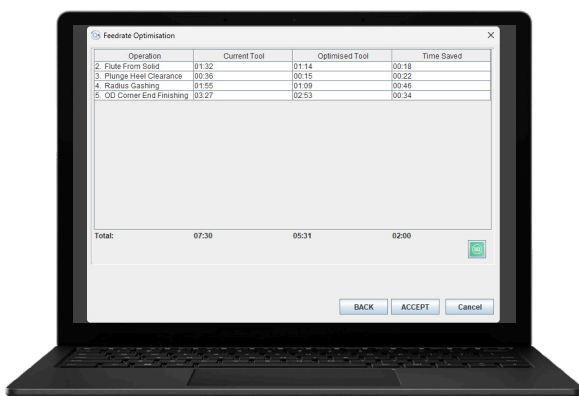 Feedrate Optimisation
Operation Current Tool Optimised Tool Time Saved
2. Flute From Solid 01:32 01:14 00:18
3. Plunge Heel Clearance 00:36 00:15 00:22
4. Radius Gashing 01:55 01:09 00:46
5. OD Corner End Finishing 03:27 02:53 00:34
Total: 07:30 05:31 02:00
BACK ACCEPT Cancel